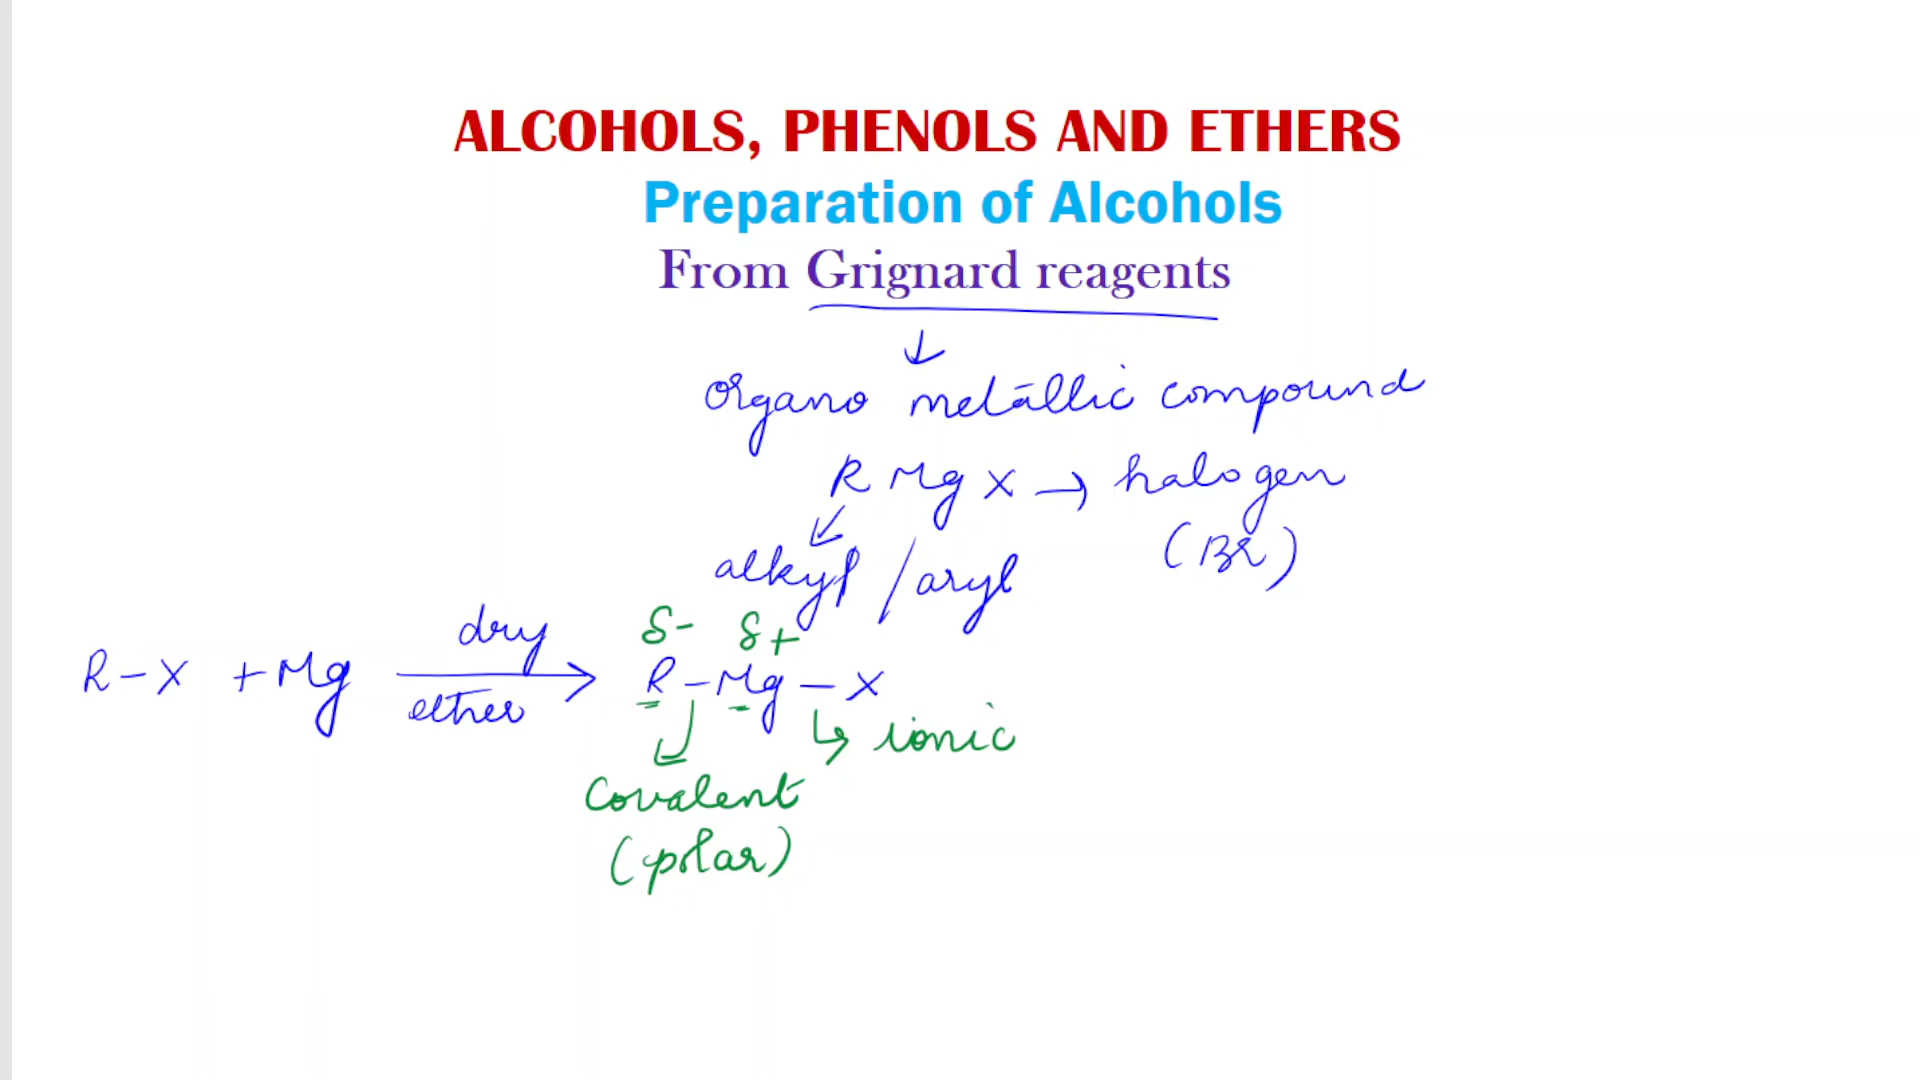 ALCOHOLS, PHENOLS AND ETHERS
Preparation of Alcohols
From Grignard reagents
↓
Organo metallic compound
R Mg X → halogen
(Br)
alkyl / aryl
δ- δ+
R-X + Mg dry ether → R-Mg-X
↳ ionic
Covalent
(polar)